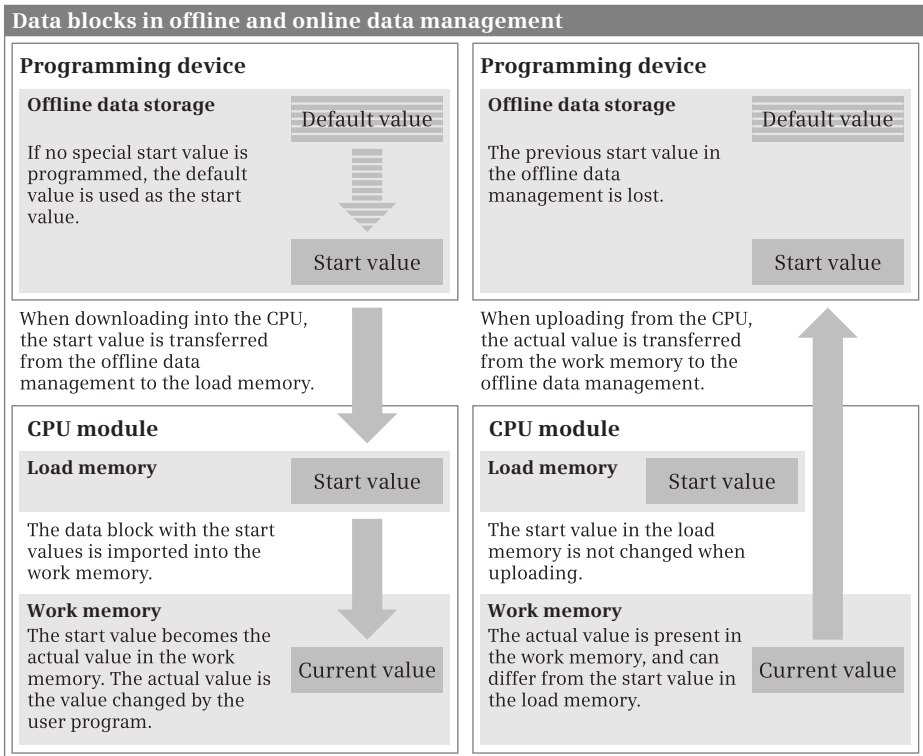 Data blocks in offline and online data management
Programming device
Offline data storage
Default value
If no special start value is
programmed, the default
value is used as the start
value.
Start value
When downloading into the CPU,
the start value is transferred
from the offline data
management to the load memory.
CPU module
Load memory
Start value
The data block with the start
values is imported into the
work memory.
Work memory
The start value becomes the
actual value in the work
memory. The actual value is
the value changed by the
user program.
Current value
Programming device
Offline data storage
Default value
The previous start value in
the offline data
management is lost.
Start value
When uploading from the CPU,
the actual value is transferred
from the work memory to the
offline data management.
CPU module
Load memory
Start value
The start value in the load
memory is not changed when
uploading.
Work memory
The actual value is present in
the work memory, and can
differ from the start value in
the load memory.
Current value